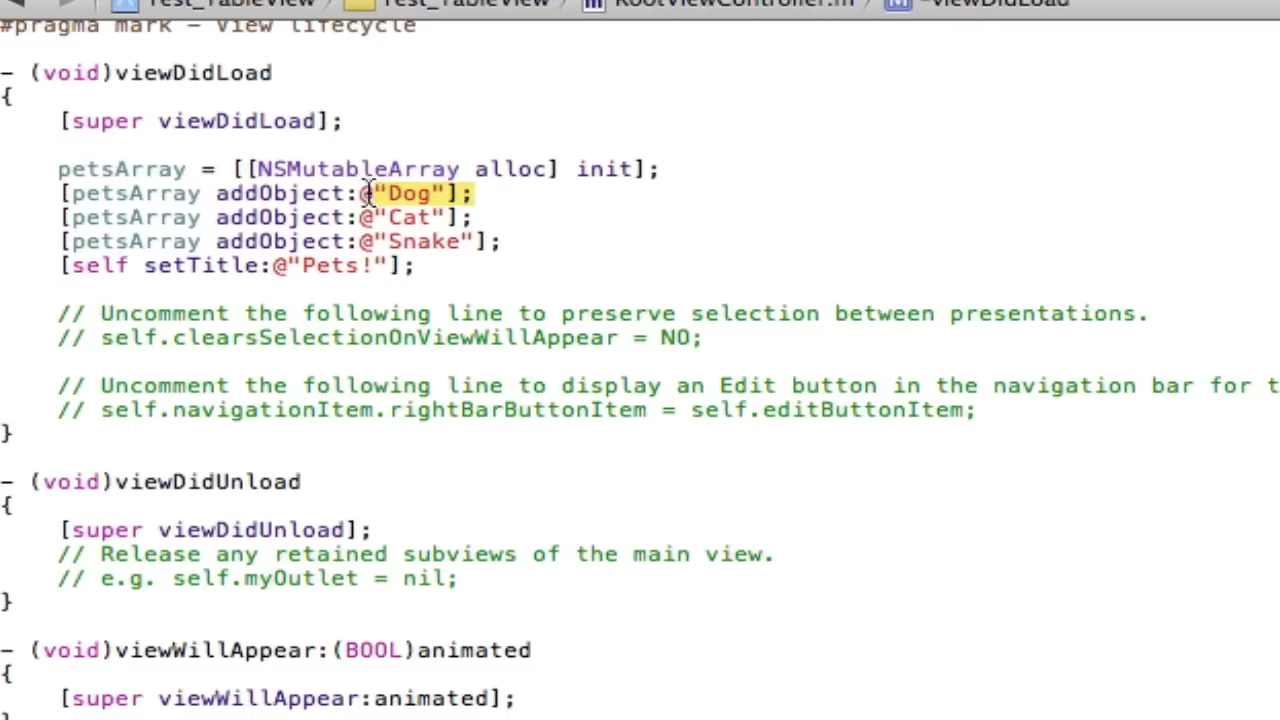 Test_TableView Test_TableView RootViewController.m -viewDidLoad
#pragma mark - View lifecycle
- (void)viewDidLoad
{
[super viewDidLoad];
petsArray = [[NSMutableArray alloc] init];
[petsArray addObject:@"Dog"];
[petsArray addObject:@"Cat"];
[petsArray addObject:@"Snake"];
[self setTitle:@"Pets!"];
// Uncomment the following line to preserve selection between presentations.
// self.clearsSelectionOnViewWillAppear = NO;
// Uncomment the following line to display an Edit button in the navigation bar for t
// self.navigationItem.rightBarButtonItem = self.editButtonItem;
}
- (void)viewDidUnload
{
[super viewDidUnload];
// Release any retained subviews of the main view.
// e.g. self.myOutlet = nil;
}
- (void)viewWillAppear:(BOOL)animated
{
[super viewWillAppear:animated];
}